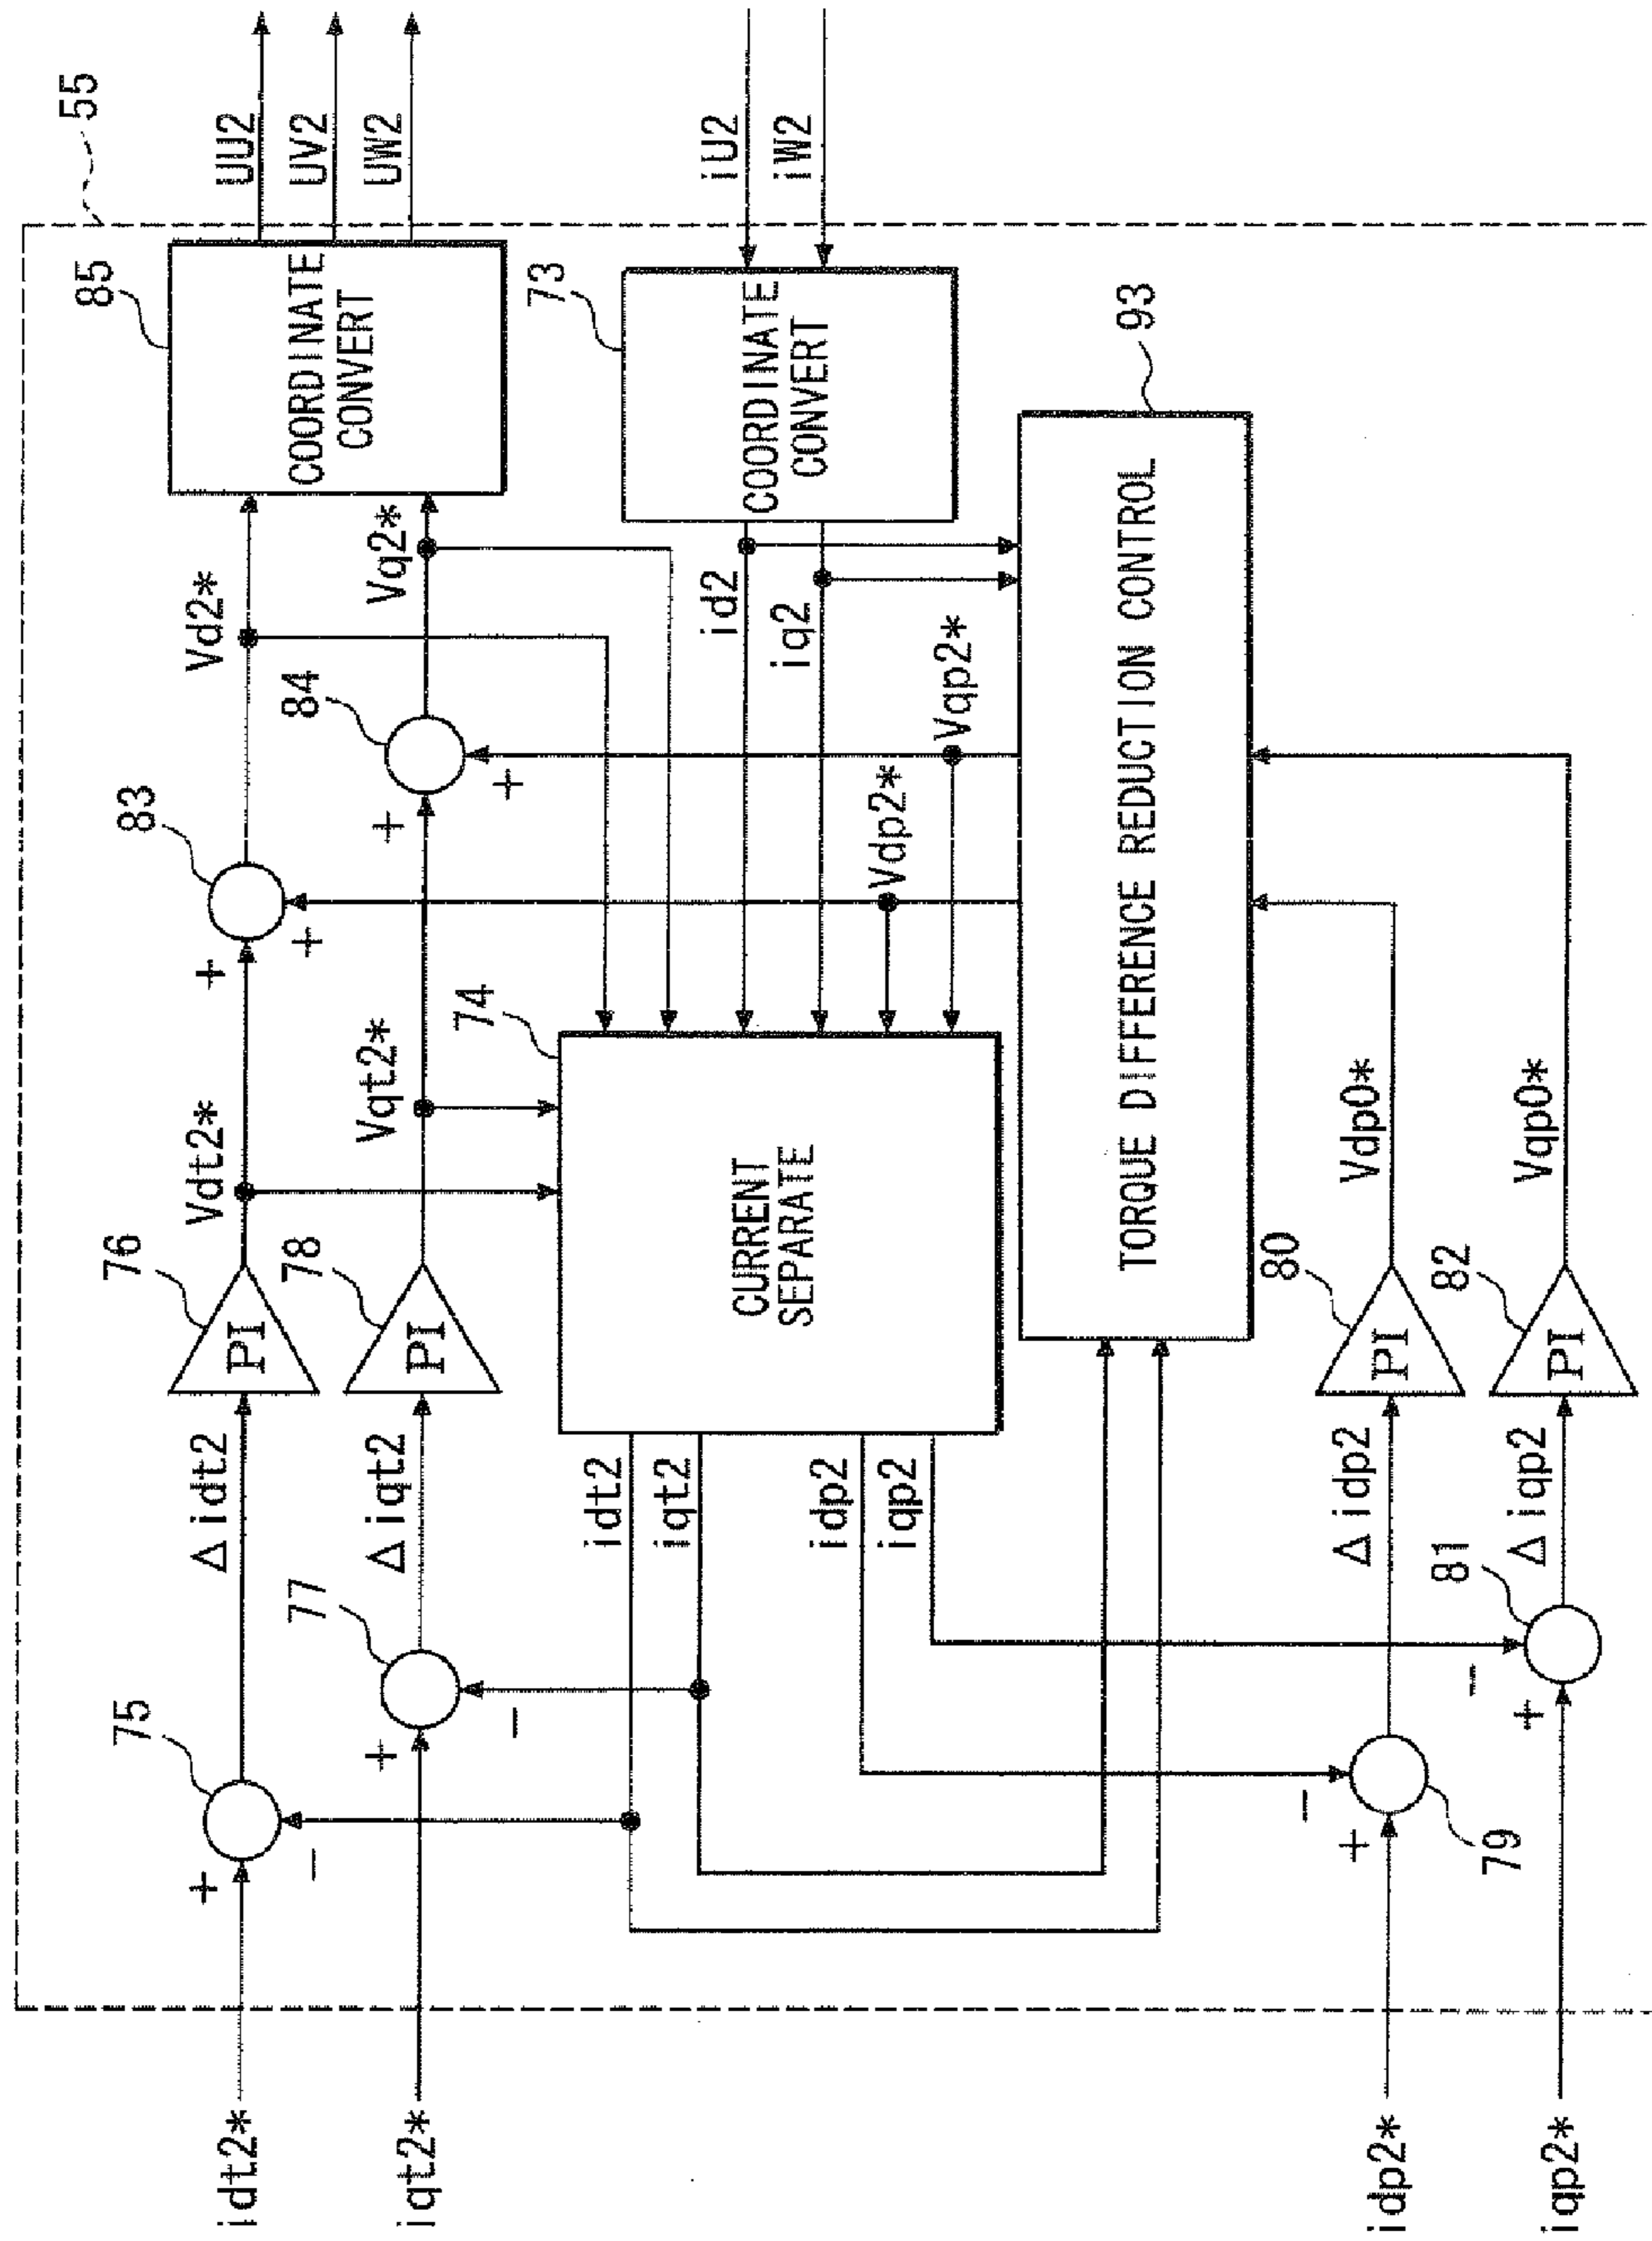 55
85
UU2
UV2
UW2
COORDINATE
CONVERT
Vd2*
Vq2*
83
84
+
+
+
+
Vdt2*
76
PI
Vqt2*
78
PI
Δidt2
Δiqt2
75
77
+
−
+
−
idt2*
iqt2*
73
iU2
iW2
COORDINATE
CONVERT
id2
iq2
Vqp2*
Vdp2*
74
CURRENT
SEPARATE
idt2
iqt2
idp2
iqp2
93
TORQUE DIFFERENCE REDUCTION CONTROL
Vdp0*
Vqp0*
80
PI
82
PI
Δidp2
Δiqp2
81
−
+
79
−
+
idp2*
iqp2*